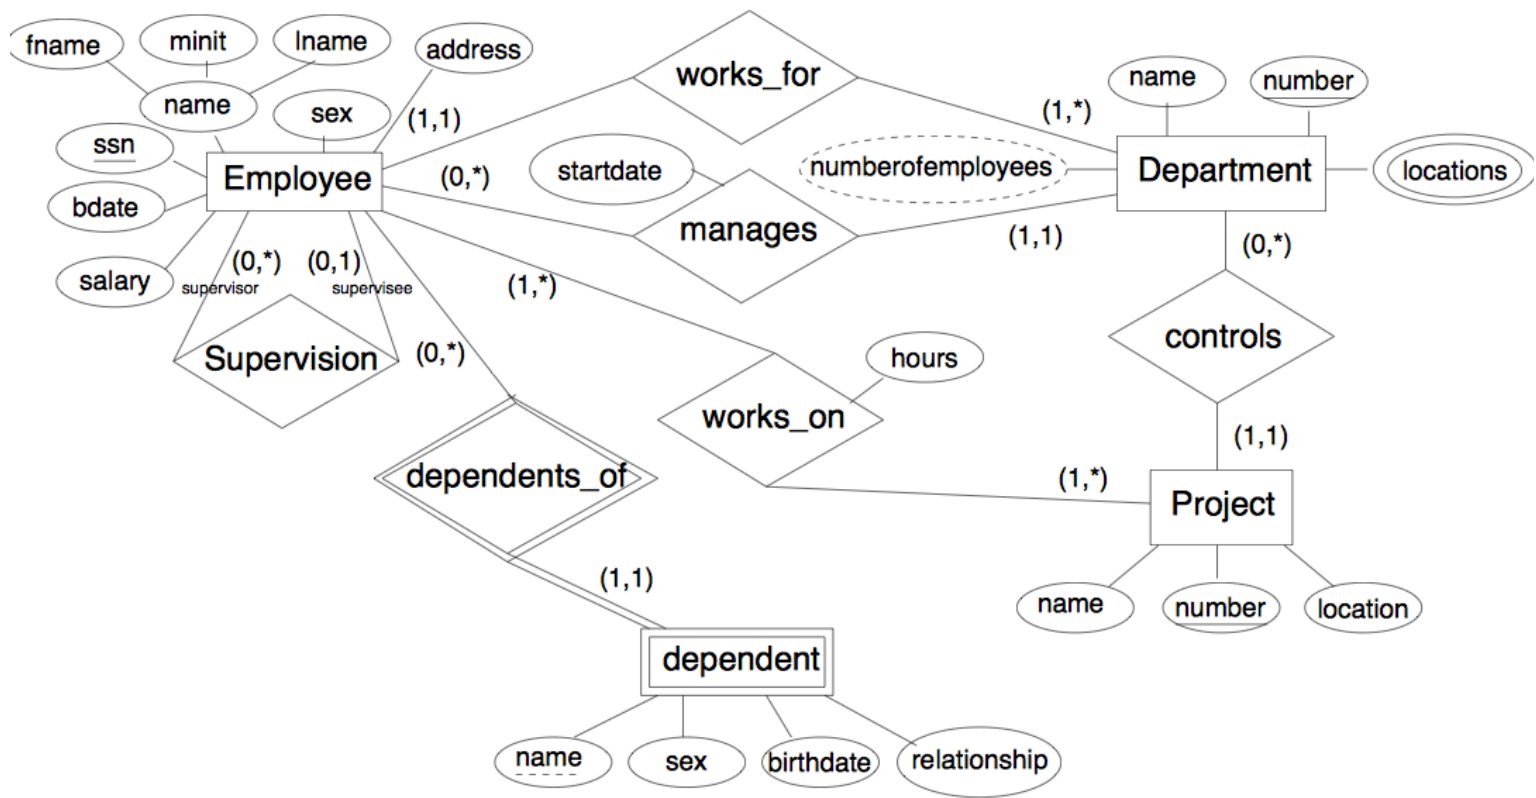 fname
minit
lname
address
name
sex
ssn
bdate
salary
Employee
(1,1)
(0,*)
works_for
(1,*)
startdate
numberofemployees
manages
(1,1)
name
number
Department
locations
(0,*)
supervisor
(0,1)
supervisee
Supervision
(1,*)
(0,*)
(0,*)
controls
(1,1)
hours
works_on
(1,*)
Project
name
number
location
dependents_of
(1,1)
dependent
name
sex
birthdate
relationship